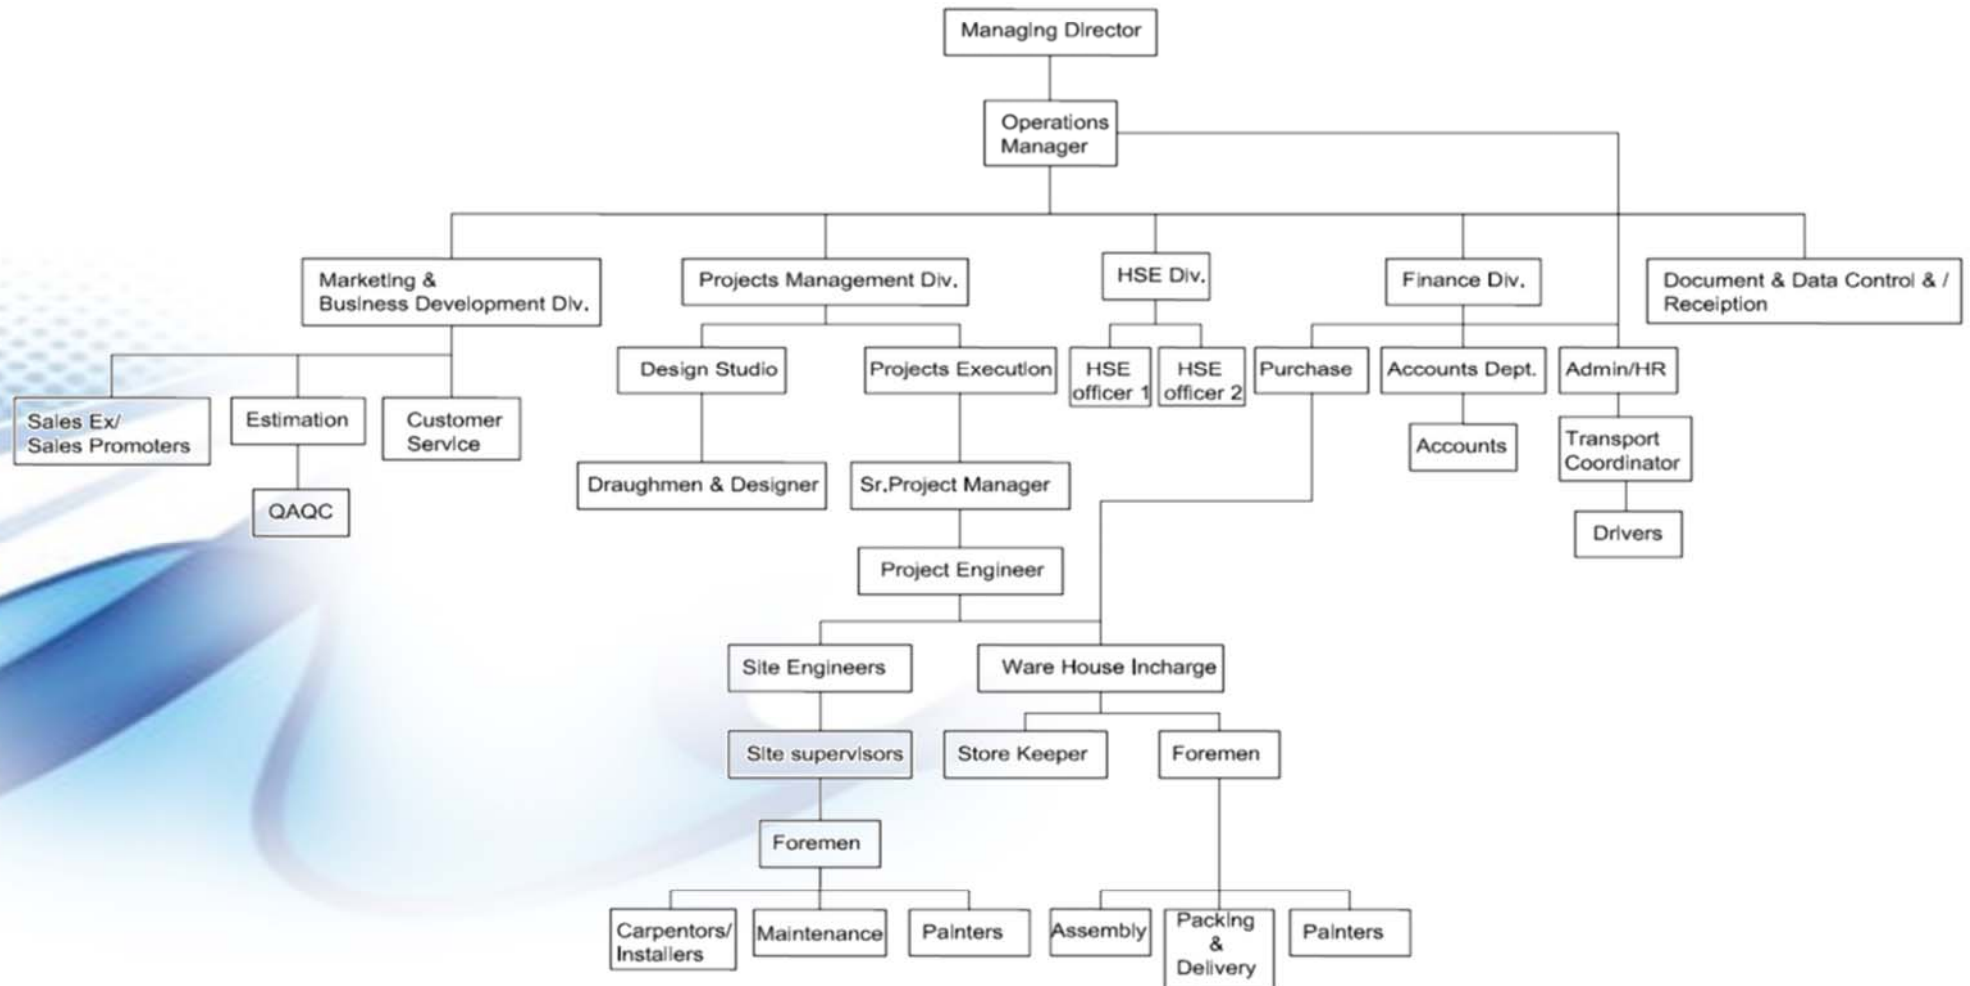 Managing Director
Operations
Manager
Marketing &
Business Development Div.
Projects Management Div.
HSE Div.
Finance Div.
Document & Data Control & /
Receiption
Design Studio
Projects Execution
HSE
officer 1
HSE
officer 2
Purchase
Accounts Dept.
Admin/HR
Sales Ex/
Sales Promoters
Estimation
Customer
Service
Accounts
Transport
Coordinator
QAQC
Draughmen & Designer
Sr.Project Manager
Drivers
Project Engineer
Site Engineers
Ware House Incharge
Site supervisors
Store Keeper
Foremen
Foremen
Carpentors/
Installers
Maintenance
Painters
Assembly
Packing
&
Delivery
Painters